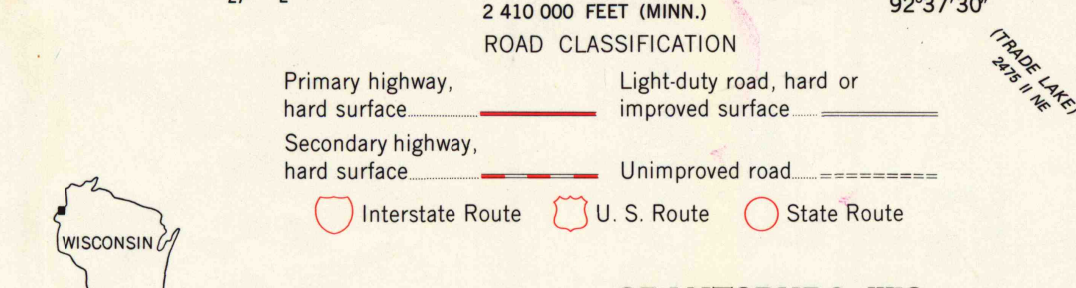 2 410 000 FEET (MINN.)
92°37'30"
(TRADE LAKE)
2475 II NE
ROAD CLASSIFICATION
Primary highway,
hard surface
Light-duty road, hard or
improved surface
Secondary highway,
hard surface
Unimproved road
Interstate Route
U. S. Route
State Route
WISCONSIN